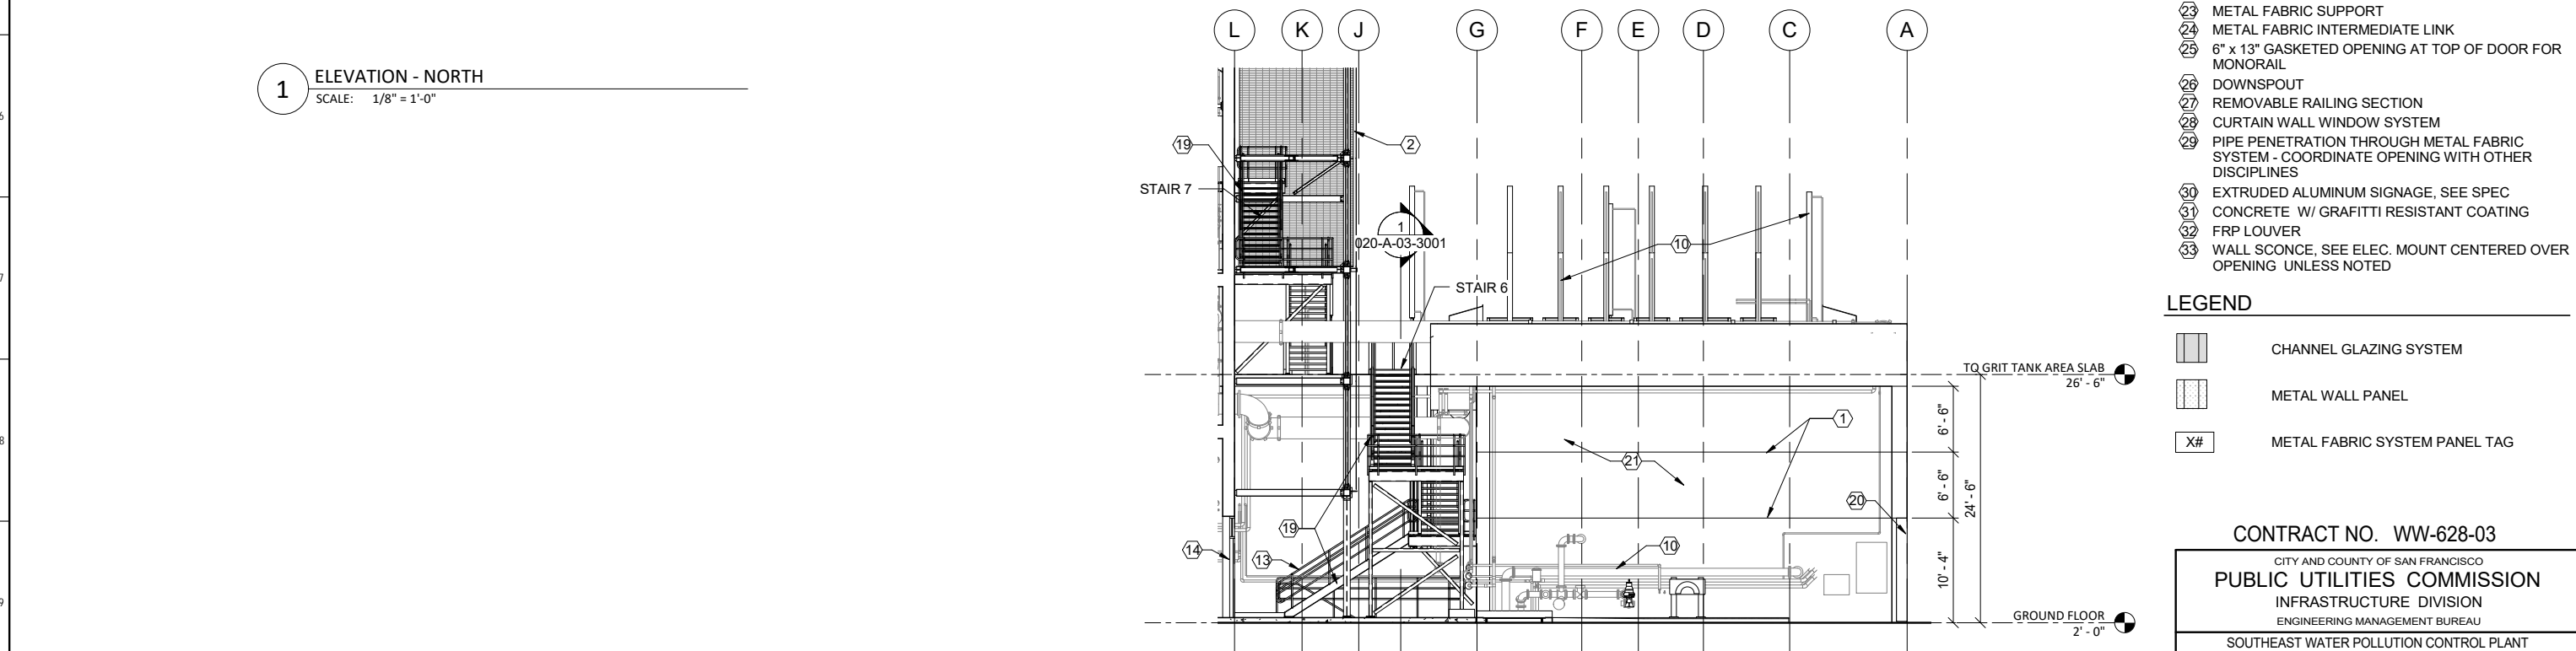 1
ELEVATION - NORTH
SCALE: 1/8" = 1'-0"
L K J G F E D C A
19
2
STAIR 7
1
020-A-03-3001
10
STAIR 6
TO GRIT TANK AREA SLAB
26' - 6"
1
21
20
19
14
13
10
6' - 6"
6' - 6"
10' - 4"
24' - 6"
GROUND FLOOR
2' - 0"
23 METAL FABRIC SUPPORT
24 METAL FABRIC INTERMEDIATE LINK
25 6" x 13" GASKETED OPENING AT TOP OF DOOR FOR
MONORAIL
26 DOWNSPOUT
27 REMOVABLE RAILING SECTION
28 CURTAIN WALL WINDOW SYSTEM
29 PIPE PENETRATION THROUGH METAL FABRIC
SYSTEM - COORDINATE OPENING WITH OTHER
DISCIPLINES
30 EXTRUDED ALUMINUM SIGNAGE, SEE SPEC
31 CONCRETE W/ GRAFITTI RESISTANT COATING
32 FRP LOUVER
33 WALL SCONCE, SEE ELEC. MOUNT CENTERED OVER
OPENING UNLESS NOTED
LEGEND
CHANNEL GLAZING SYSTEM
METAL WALL PANEL
X# METAL FABRIC SYSTEM PANEL TAG
CONTRACT NO. WW-628-03
CITY AND COUNTY OF SAN FRANCISCO
PUBLIC UTILITIES COMMISSION
INFRASTRUCTURE DIVISION
ENGINEERING MANAGEMENT BUREAU
SOUTHEAST WATER POLLUTION CONTROL PLANT